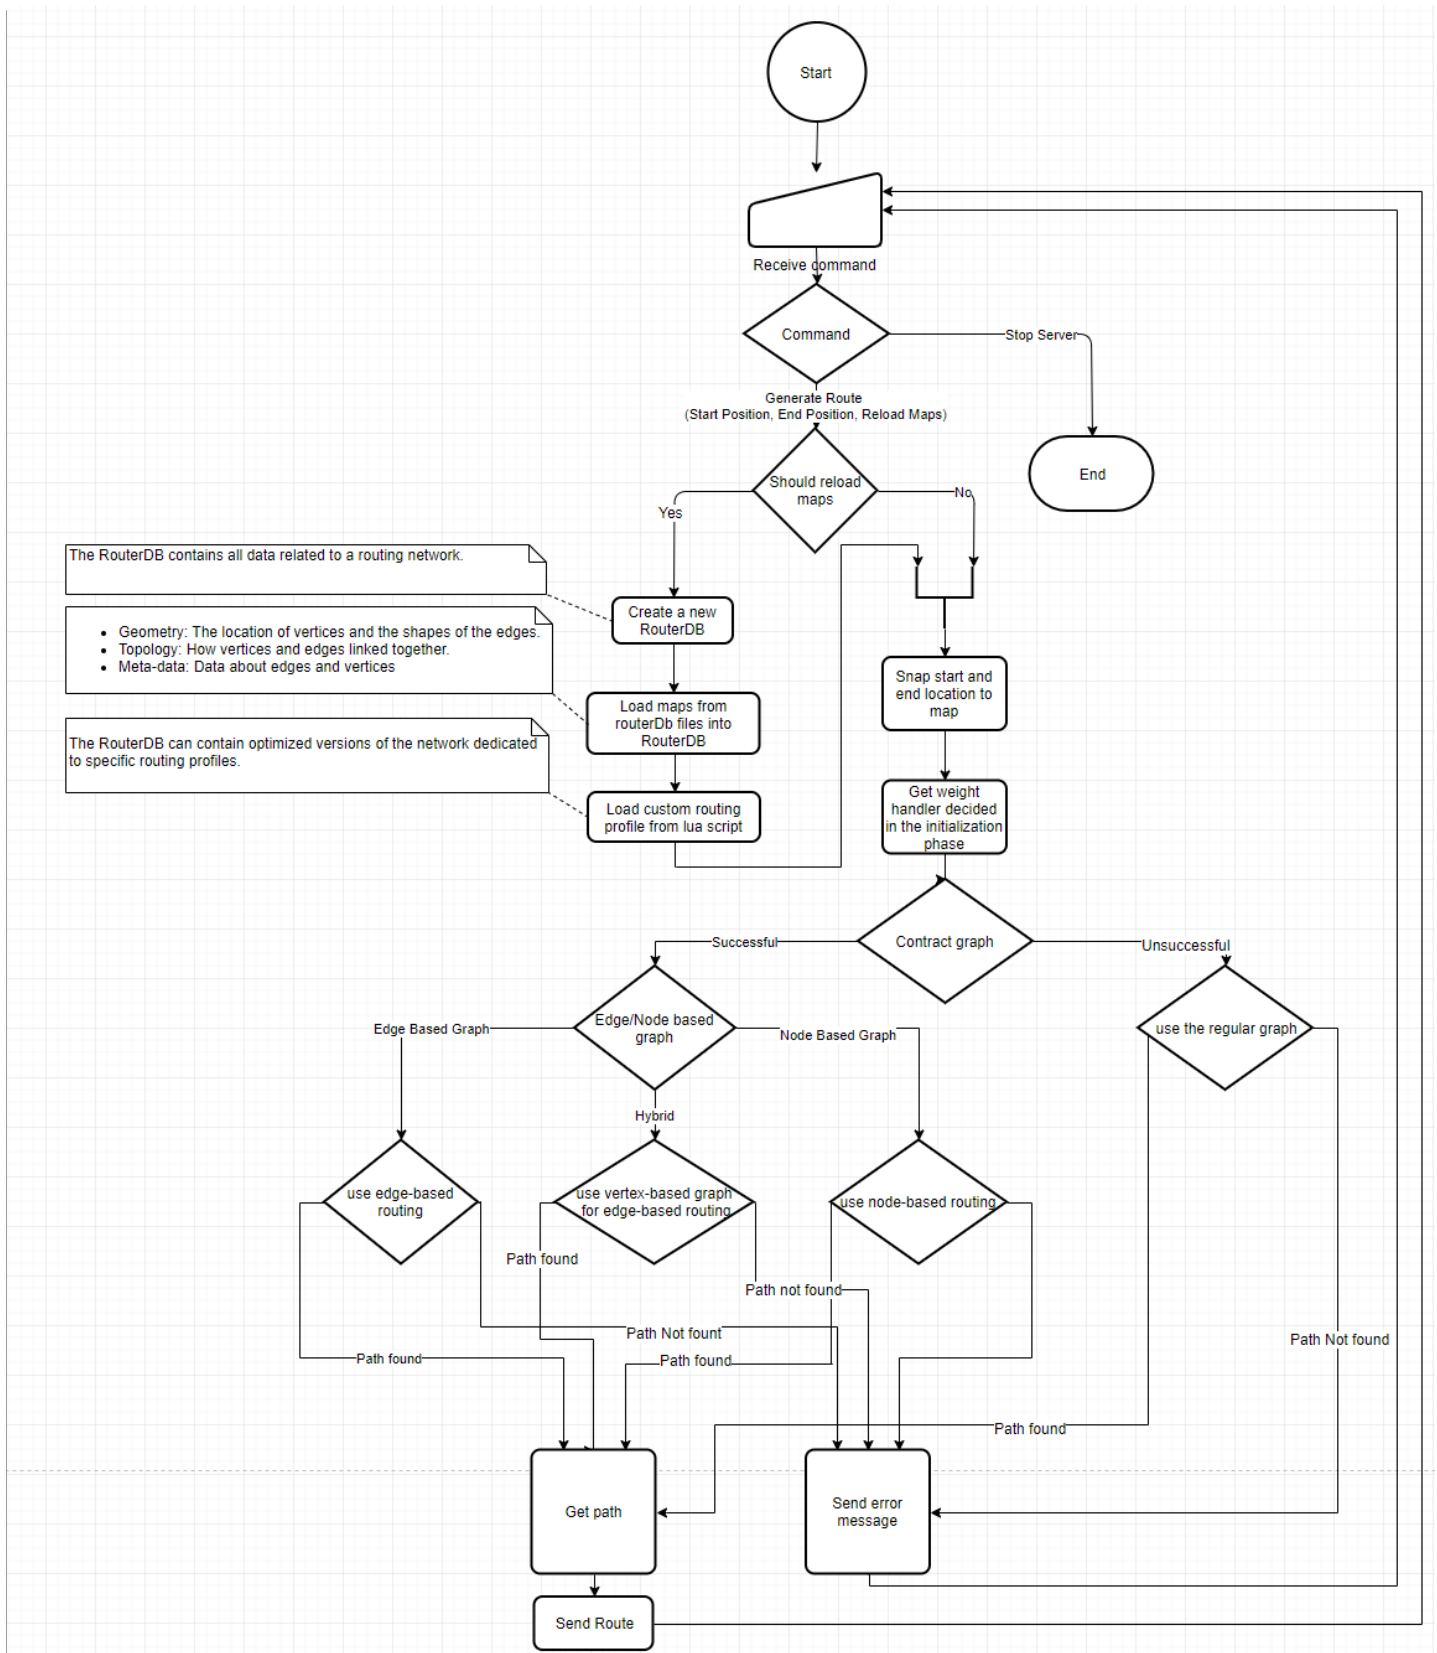 Start
Receive command
Command
Stop Server
Generate Route
(Start Position, End Position, Reload Maps)
End
Should reload
maps
Yes
No
The RouterDB contains all data related to a routing network.
Create a new
RouterDB
• Geometry: The location of vertices and the shapes of the edges.
• Topology: How vertices and edges linked together.
• Meta-data: Data about edges and vertices
Snap start and
end location to
map
Load maps from
routerDb files into
RouterDB
The RouterDB can contain optimized versions of the network dedicated
to specific routing profiles.
Load custom routing
profile from lua script
Get weight
handler decided
in the initialization
phase
Contract graph
Successful
Unsuccessful
Edge/Node based
graph
Edge Based Graph
Node Based Graph
use the regular graph
Hybrid
use edge-based
routing
use vertex-based graph
for edge-based routing
use node-based routing
Path found
Path not found
Path Not fount
Path Not found
Path found
Path found
Path found
Get path
Send error
message
Send Route